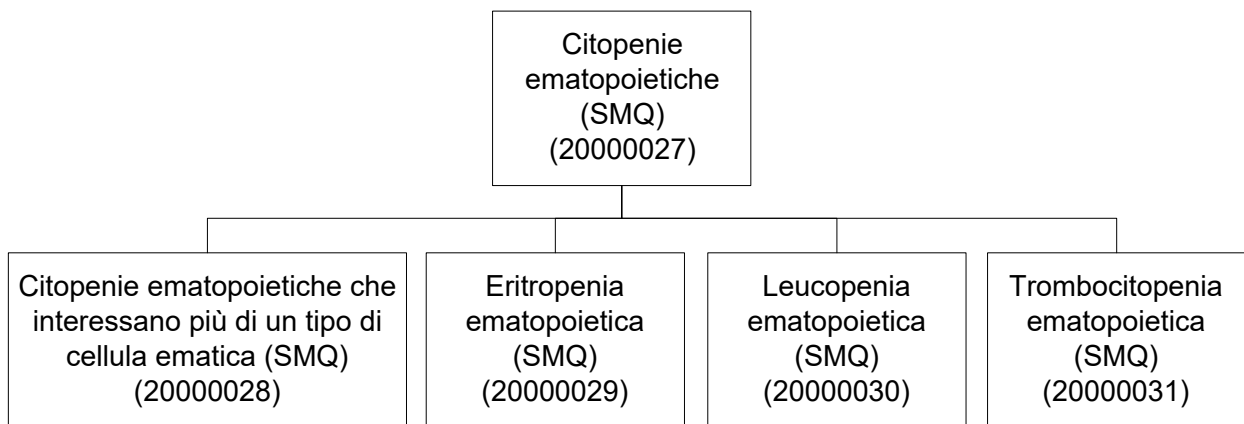 Citopenie
ematopoietiche
(SMQ)
(20000027)
Citopenie ematopoietiche che
interessano più di un tipo di
cellula ematica (SMQ)
(20000028)
Eritropenia
ematopoietica
(SMQ)
(20000029)
Leucopenia
ematopoietica
(SMQ)
(20000030)
Trombocitopenia
ematopoietica
(SMQ)
(20000031)